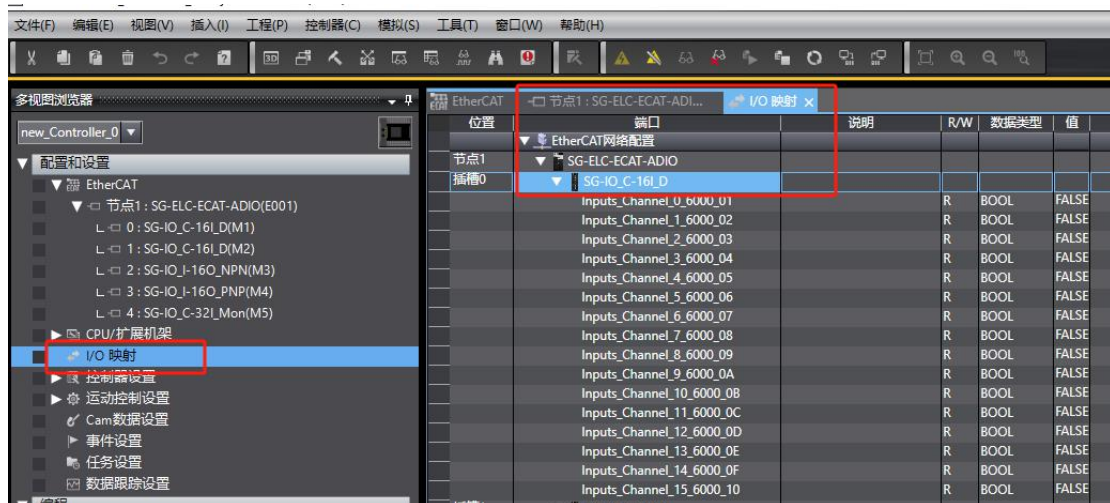 文件(F) 编辑(E) 视图(V) 插入(I) 工程(P) 控制器(C) 模拟(S) 工具(T) 窗口(W) 帮助(H)
3D
100%
多视图浏览器
new_Controller_0
配置和设置
EtherCAT
节点1 : SG-ELC-ECAT-ADIO(E001)
0 : SG-IO_C-16I_D(M1)
1 : SG-IO_C-16I_D(M2)
2 : SG-IO_I-16O_NPN(M3)
3 : SG-IO_I-16O_PNP(M4)
4 : SG-IO_C-32I_Mon(M5)
CPU/扩展机架
I/O 映射
控制器设置
运动控制设置
Cam数据设置
事件设置
任务设置
数据跟踪设置
编程
EtherCAT 节点1 : SG-ELC-ECAT-ADI... I/O 映射
位置 端口 说明 R/W 数据类型 值
EtherCAT网络配置
节点1 SG-ELC-ECAT-ADIO
插槽0 SG-IO_C-16I_D
Inputs_Channel_0_6000_01 R BOOL FALSE
Inputs_Channel_1_6000_02 R BOOL FALSE
Inputs_Channel_2_6000_03 R BOOL FALSE
Inputs_Channel_3_6000_04 R BOOL FALSE
Inputs_Channel_4_6000_05 R BOOL FALSE
Inputs_Channel_5_6000_06 R BOOL FALSE
Inputs_Channel_6_6000_07 R BOOL FALSE
Inputs_Channel_7_6000_08 R BOOL FALSE
Inputs_Channel_8_6000_09 R BOOL FALSE
Inputs_Channel_9_6000_0A R BOOL FALSE
Inputs_Channel_10_6000_0B R BOOL FALSE
Inputs_Channel_11_6000_0C R BOOL FALSE
Inputs_Channel_12_6000_0D R BOOL FALSE
Inputs_Channel_13_6000_0E R BOOL FALSE
Inputs_Channel_14_6000_0F R BOOL FALSE
Inputs_Channel_15_6000_10 R BOOL FALSE